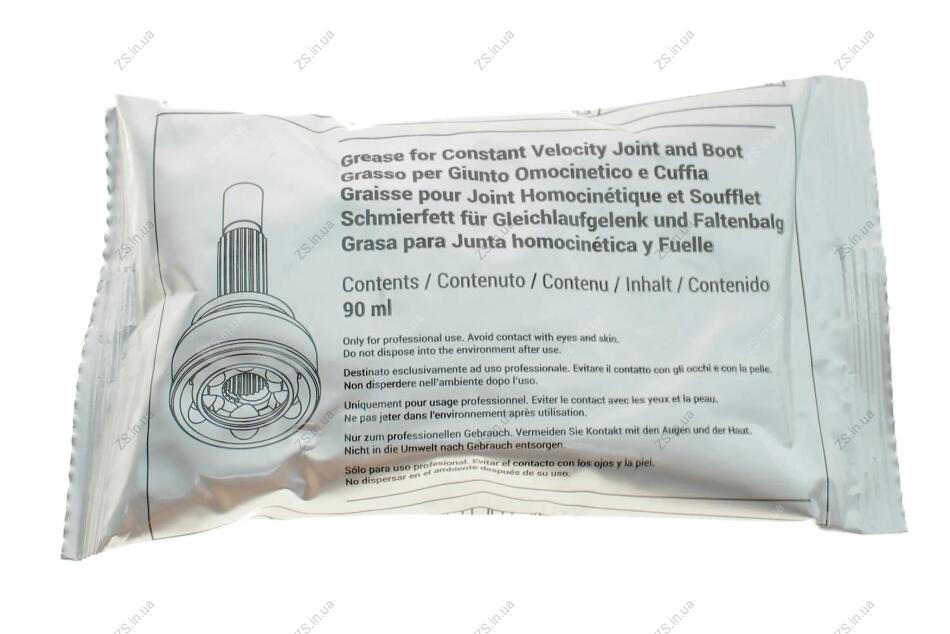 Grease for Constant Velocity Joint and Boot
Grasso per Giunto Omocinetico e Cuffia
Graisse pour Joint Homocinétique et Soufflet
Schmierfett für Gleichlaufgelenk und Faltenbalg
Grasa para Junta homocinética y Fuelle
Contents / Contenuto / Contenu / Inhalt / Contenido
90 ml
Only for professional use. Avoid contact with eyes and skin.
Do not dispose into the environment after use.
Destinato esclusivamente ad uso professionale. Evitare il contatto con gli occhi e con la pelle.
Non disperdere nell'ambiente dopo l'uso.
Uniquement pour usage professionnel. Eviter le contact avec les yeux et la peau.
Ne pas jeter dans l'environnement après utilisation.
Nur zum professionellen Gebrauch. Vermeiden Sie Kontakt mit den Augen und der Haut.
Nicht in die Umwelt nach Gebrauch entsorgen.
Sólo para uso profesional. Evitar el contacto con los ojos y la piel.
No dispersar en el ambiente después de su uso.
ZS.in.ua